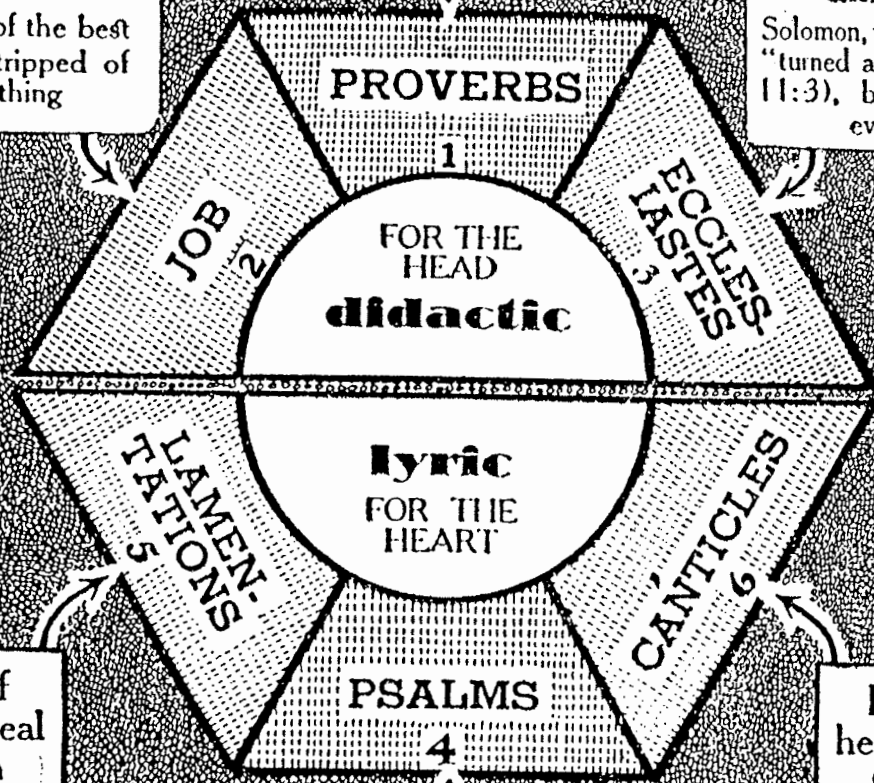 of the best
tripped of
thing
Solomon,
"turned a
11:3), b
ev
PROVERBS
1
JOB
2
ECCLES-
IASTES
3
FOR THE
HEAD
didactic
lyric
FOR THE
HEART
LAMEN-
TATIONS
5
CANTICLES
6
PSALMS
4
f
eal
he